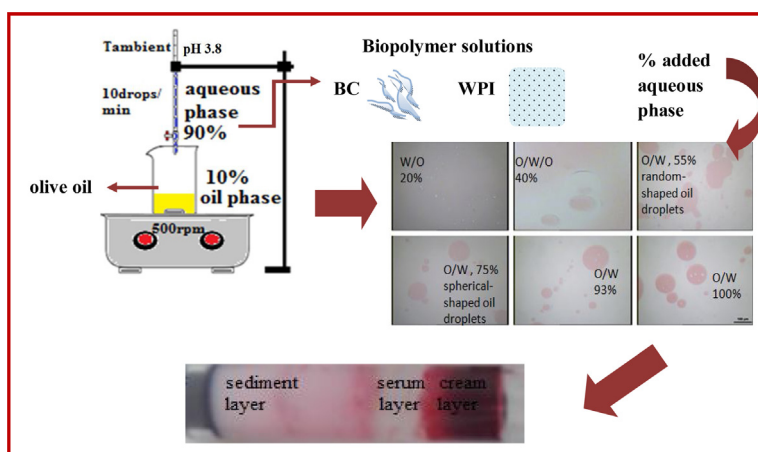 Tambient
pH 3.8
10drops/
min
aqueous
phase
90%
olive oil
10%
oil phase
500rpm
Biopolymer solutions
BC
WPI
% added
aqueous
phase
W/O
20%
O/W/O
40%
O/W , 55%
random-
shaped oil
droplets
O/W , 75%
spherical-
shaped oil
droplets
O/W
93%
O/W
100%
sediment
layer
serum
layer
cream
layer